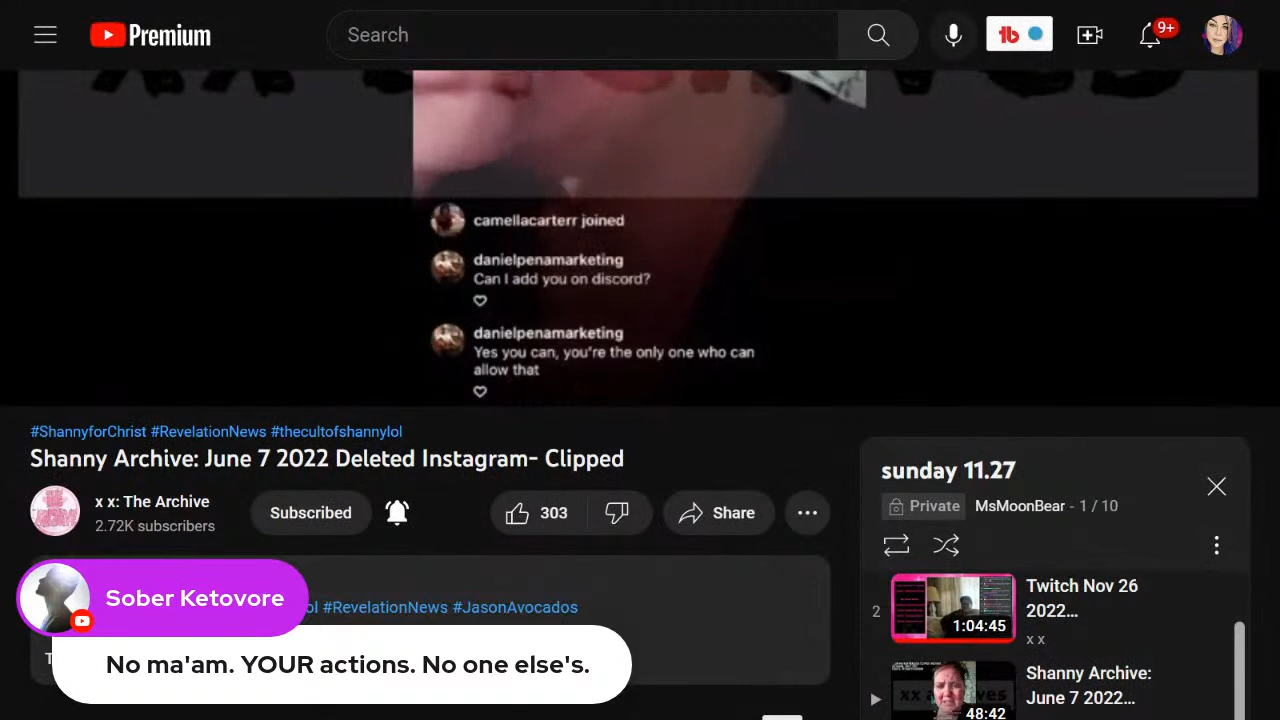 Premium
Search
9+
camellacarterr joined
danielpenamarketing
Can I add you on discord?
danielpenamarketing
Yes you can, you're the only one who can
allow that
#ShannyforChrist #RevelationNews #thecultofshannylol
Shanny Archive: June 7 2022 Deleted Instagram- Clipped
x x: The Archive
2.72K subscribers
Subscribed
303
Share
sunday 11.27
Private MsMoonBear - 1 / 10
2
1:04:45
Twitch Nov 26
2022...
x x
Shanny Archive:
June 7 2022...
48:42
#RevelationNews #JasonAvocados
Sober Ketovore
No ma'am. YOUR actions. No one else's.